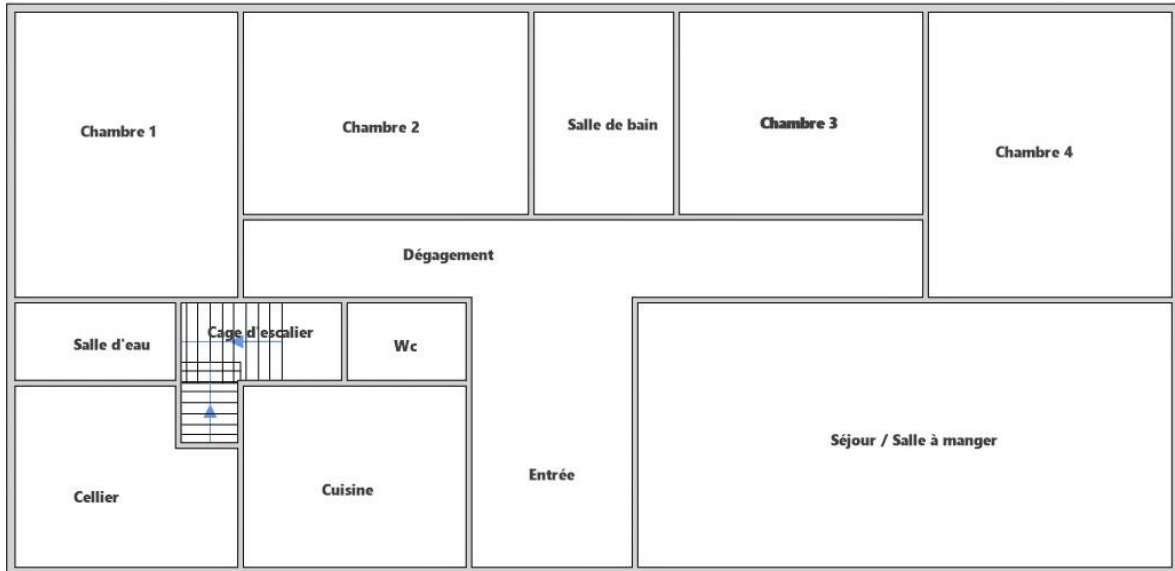 Chambre 1
Chambre 2
Salle de bain
Chambre 3
Chambre 4
Dégagement
Salle d'eau
Cage d'escalier
Wc
Séjour / Salle à manger
Cellier
Cuisine
Entrée